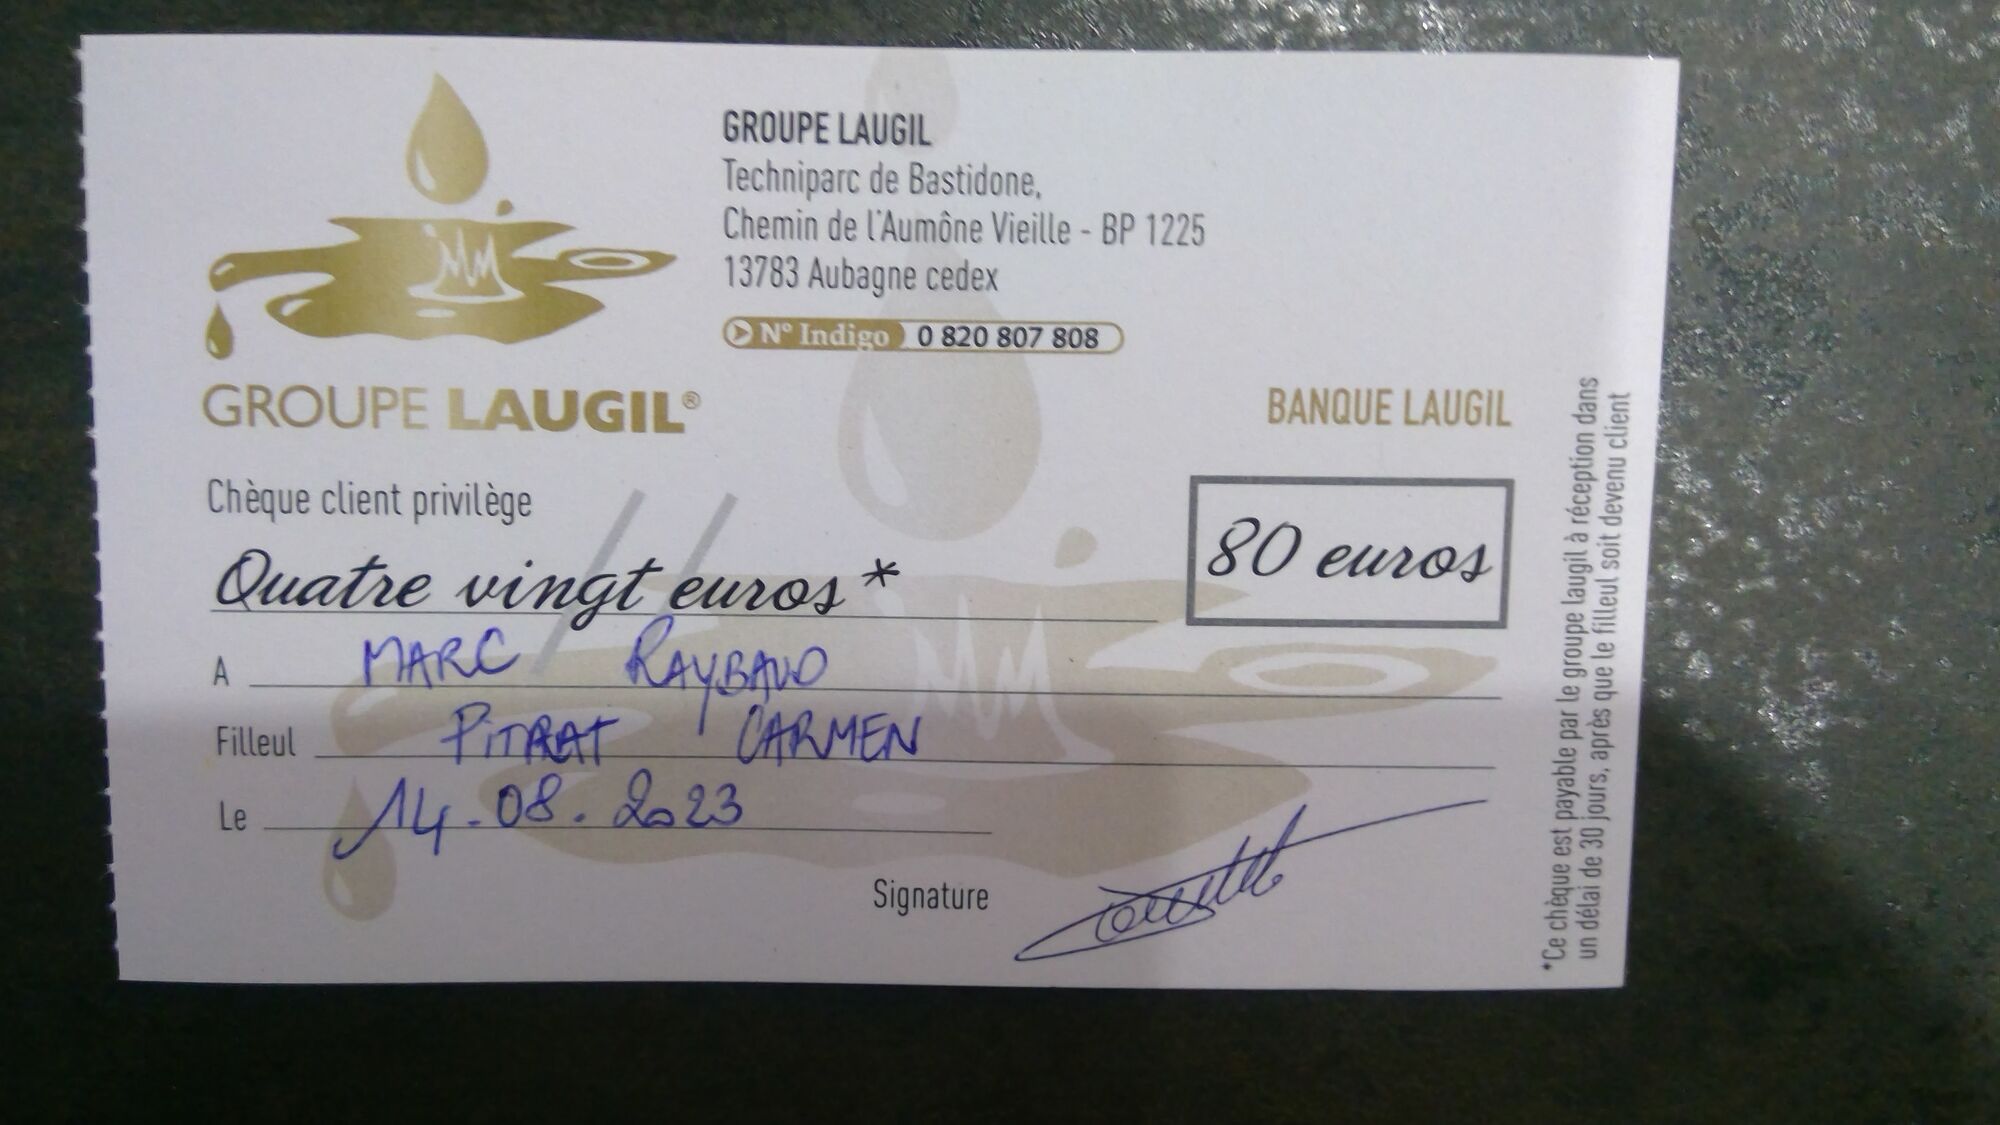 GROUPE LAUGIL
Techniparc de Bastidone,
Chemin de l'Aumône Vieille - BP 1225
13783 Aubagne cedex
N° Indigo 0 820 807 808
GROUPE LAUGIL®
BANQUE LAUGIL
Chèque client privilège
Quatre vingt euros*
80 euros
A MARC RAYBAUD
Filleul PITRAT CARMEN
Le 14.08.2023
Signature
*Ce chèque est payable par le groupe laugil à réception dans
un délai de 30 jours, après que le filleul soit devenu client